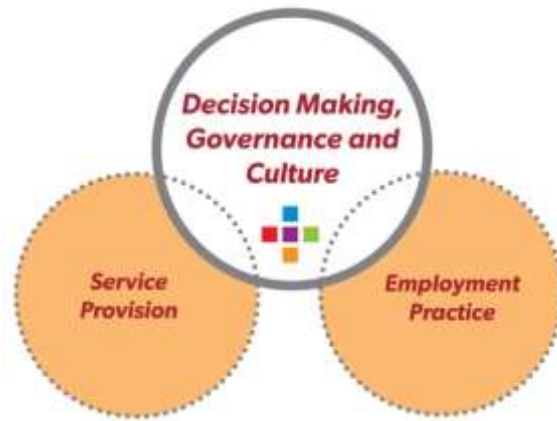 Decision Making,
Governance and
Culture
Service
Provision
Employment
Practice